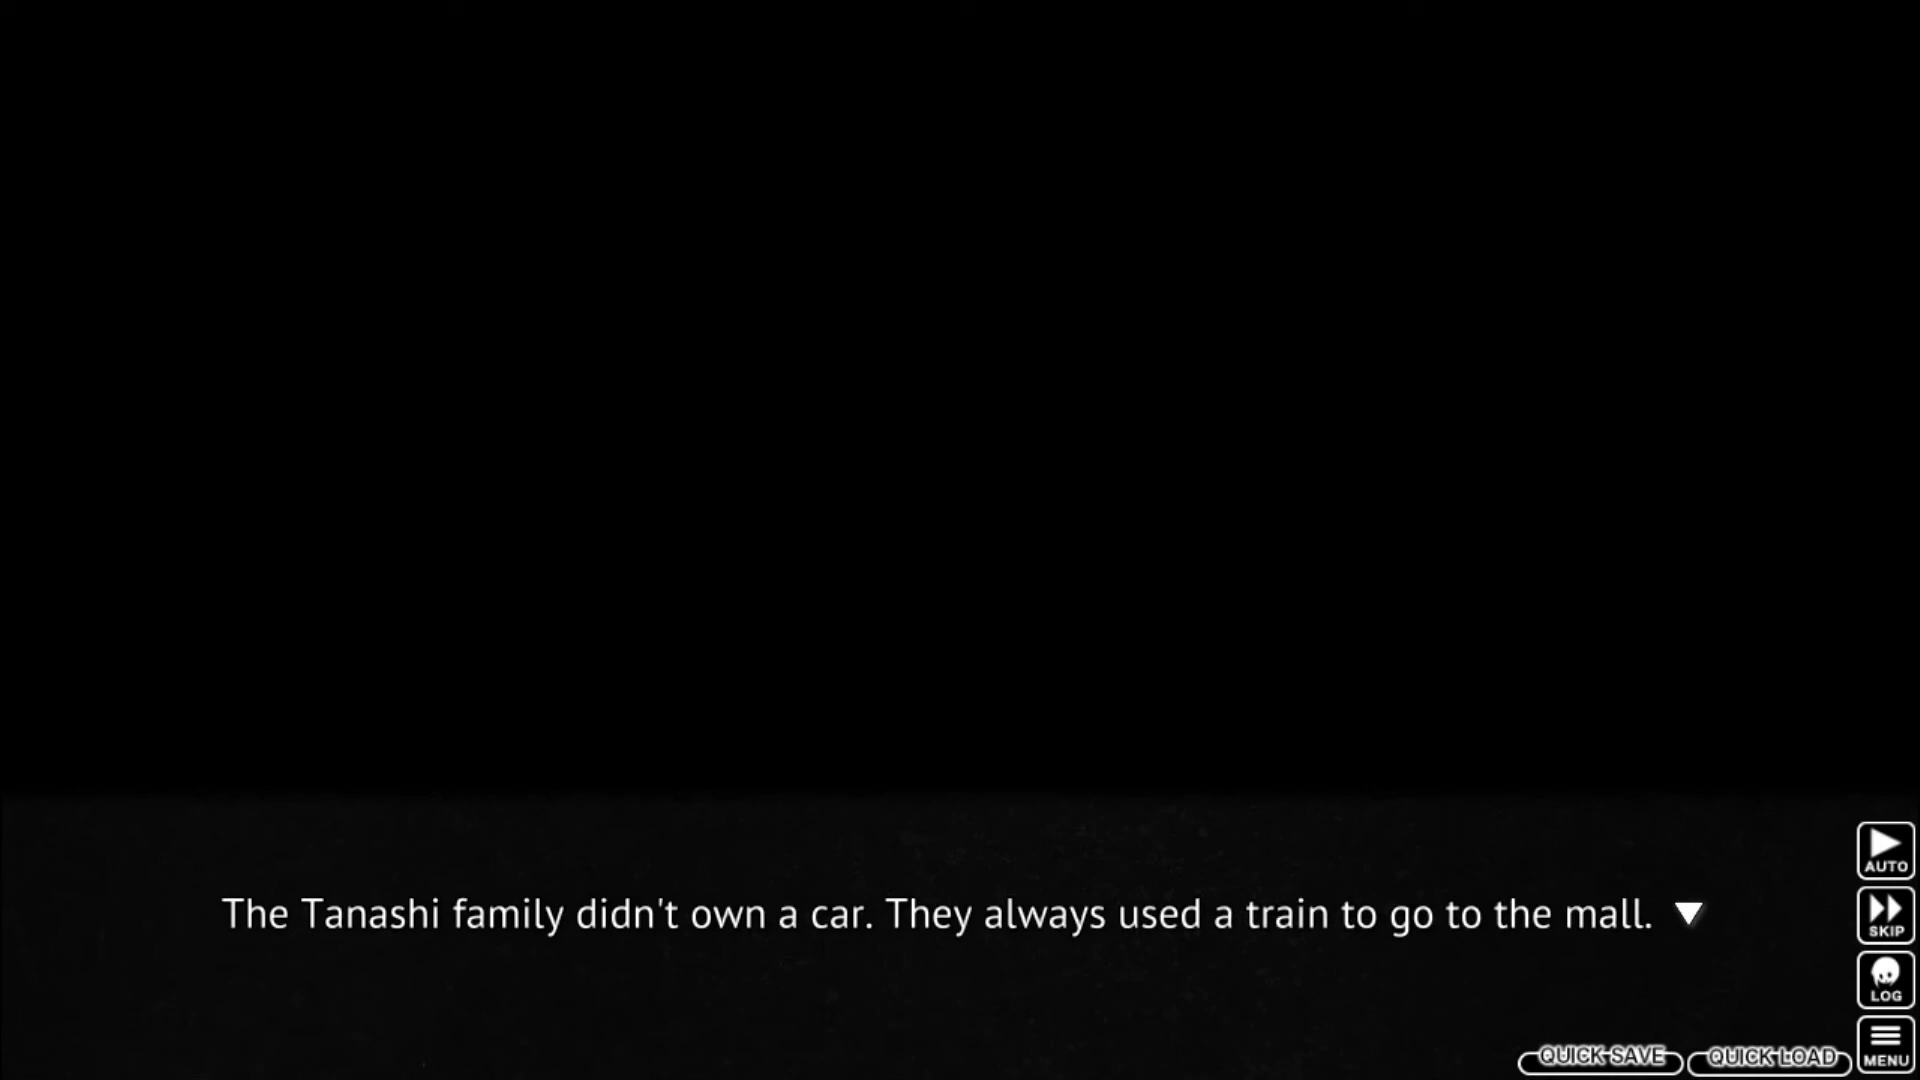 The Tanashi family didn't own a car. They always used a train to go to the mall.
AUTO
SKIP
LOG
MENU
QUICK SAVE
QUICK LOAD